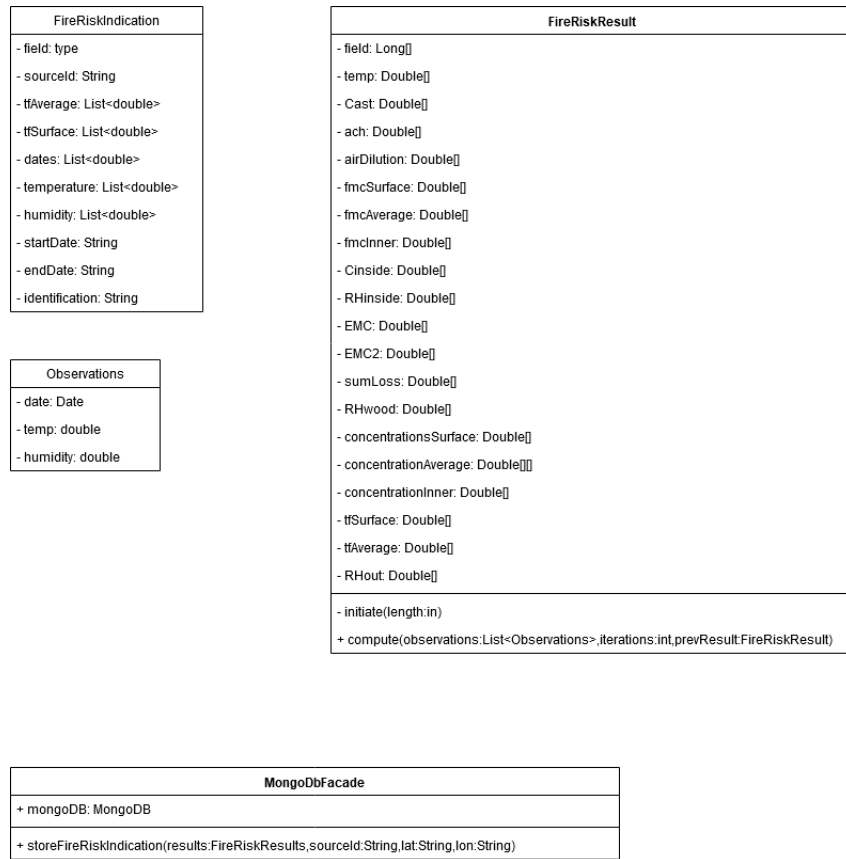 FireRiskIndication
- field: type
- sourceId: String
- tfAverage: List<double>
- tfSurface: List<double>
- dates: List<double>
- temperature: List<double>
- humidity: List<double>
- startDate: String
- endDate: String
- identification: String
Observations
- date: Date
- temp: double
- humidity: double
FireRiskResult
- field: Long[]
- temp: Double[]
- Cast: Double[]
- ach: Double[]
- airDilution: Double[]
- fmcSurface: Double[]
- fmcAverage: Double[]
- fmcInner: Double[]
- Cinside: Double[]
- RHinside: Double[]
- EMC: Double[]
- EMC2: Double[]
- sumLoss: Double[]
- RHwood: Double[]
- concentrationsSurface: Double[]
- concentrationAverage: Double[][]
- concentrationInner: Double[]
- tfSurface: Double[]
- tfAverage: Double[]
- RHout: Double[]
- initiate(length:in)
+ compute(observations:List<Observations>,iterations:int,prevResult:FireRiskResult)
MongoDbFacade
+ mongoDB: MongoDB
+ storeFireRiskIndication(results:FireRiskResults,sourceId:String,lat:String,lon:String)